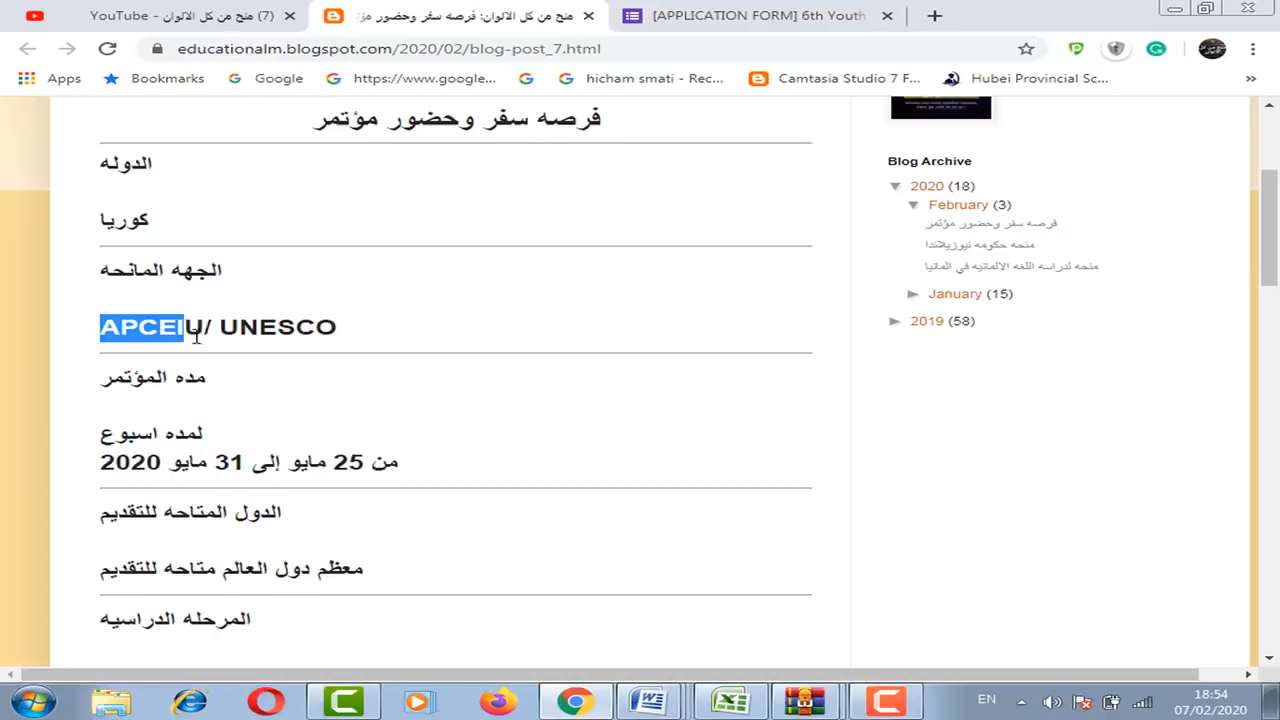 (7) منح من كل الالوان - YouTube
منح من كل الالوان: فرصه سفر وحضور
[APPLICATION FORM] 6th Youth
educationalm.blogspot.com/2020/02/blog-post_7.html
Apps
Bookmarks
Google
https://www.google...
hicham smati - Rec...
Camtasia Studio 7 F...
Hubei Provincial Sc...
»
فرصه سفر وحضور مؤتمر
الدوله
كوريا
الجهه المانحه
APCEIU/ UNESCO
مده المؤتمر
لمده اسبوع
من 25 مايو إلى 31 مايو 2020
الدول المتاحه للتقديم
معظم دول العالم متاحه للتقديم
المرحله الدراسيه
Blog Archive
2020 (18)
February (3)
فرصه سفر وحضور مؤتمر
منحه حكومه نيوزيلاندا
منحه لدراسه اللغه الالمانيه في المانيا
January (15)
2019 (58)
EN
18:54
07/02/2020